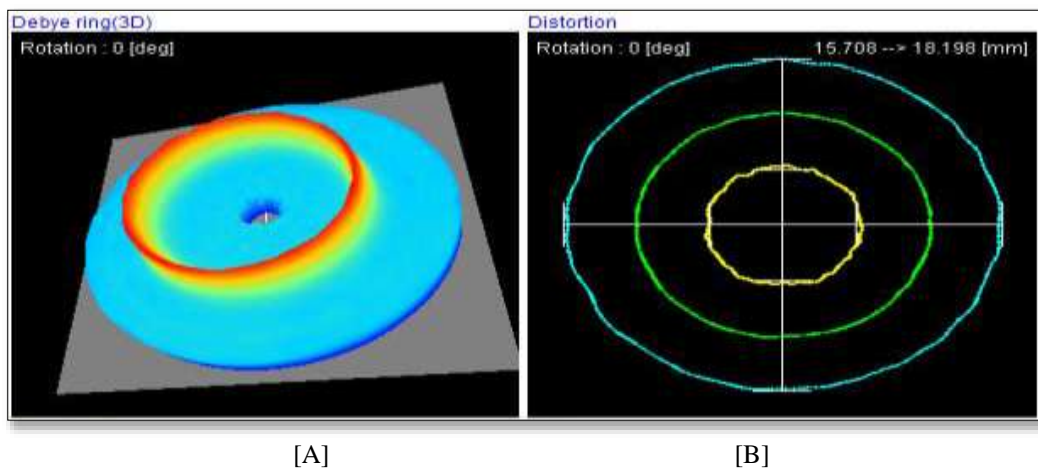 Debye ring(3D)
Rotation : 0 [deg]
Distortion
Rotation : 0 [deg]
15.708 --> 18.198 [mm]
[A]
[B]